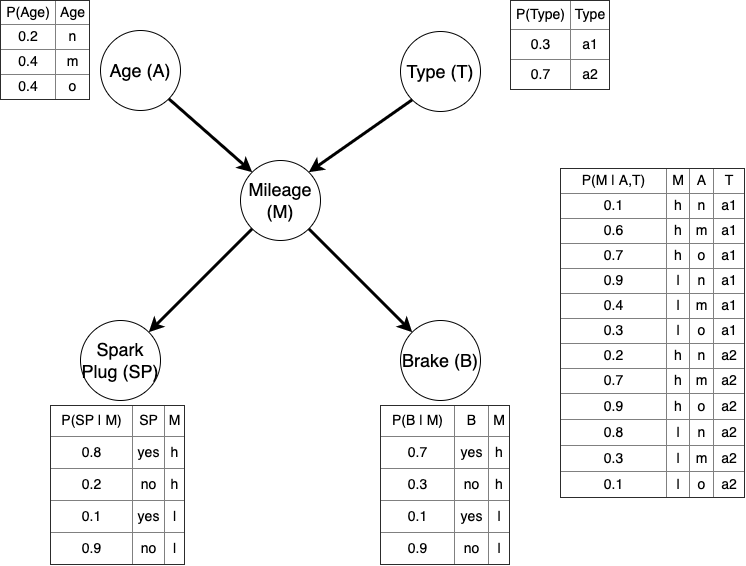 P(Age) Age
0.2 n
0.4 m
0.4 o
Age (A)
Type (T)
P(Type) Type
0.3 a1
0.7 a2
Mileage
(M)
P(M | A,T) M A T
0.1 h n a1
0.6 h m a1
0.7 h o a1
0.9 l n a1
0.4 l m a1
0.3 l o a1
0.2 h n a2
0.7 h m a2
0.9 h o a2
0.8 l n a2
0.3 l m a2
0.1 l o a2
Spark
Plug (SP)
Brake (B)
P(SP | M) SP M
0.8 yes h
0.2 no h
0.1 yes l
0.9 no l
P(B | M) B M
0.7 yes h
0.3 no h
0.1 yes l
0.9 no l